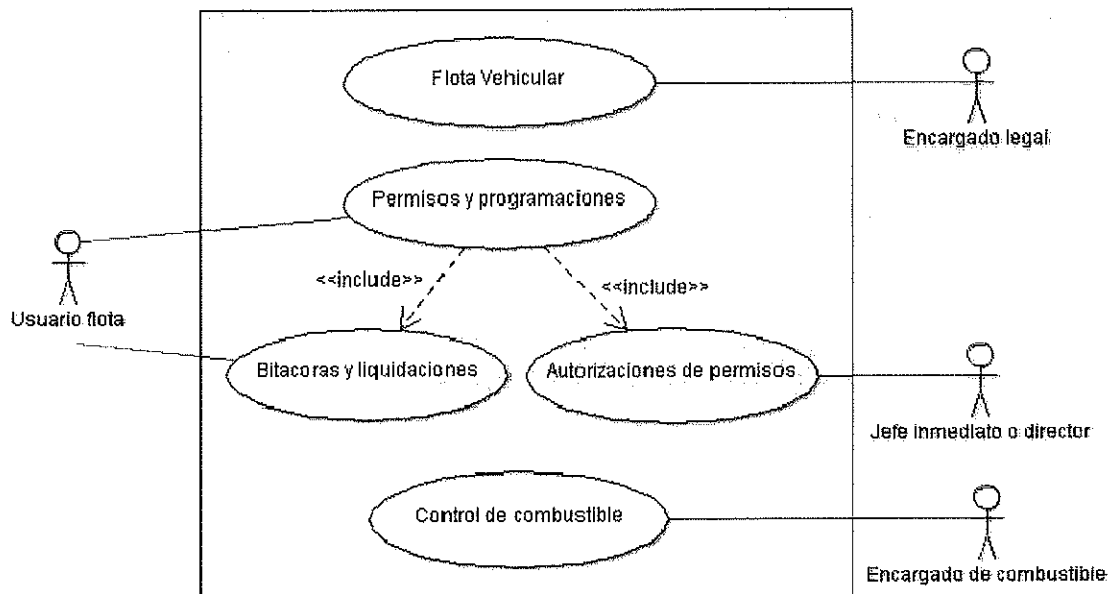 Flota Vehicular
Encargado legal
Permisos y programaciones
<<include>>
<<include>>
Usuario flota
Bitacoras y liquidaciones
Autorizaciones de permisos
Jefe inmediato o director
Control de combustible
Encargado de combustible